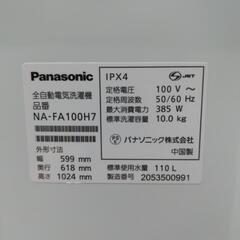 Panasonic
全自動電気洗濯機
品番
NA-FA100H7
外形寸法
幅 599 mm
奥行 618 mm
高さ 1024 mm
IPX4
JET
定格電圧 100 V～
定格周波数 50/60 Hz
最大消費電力 385 W
標準洗濯容量 10.0 kg
パナソニック株式会社
中国製
標準使用水量 110 L
製造番号 2053500991